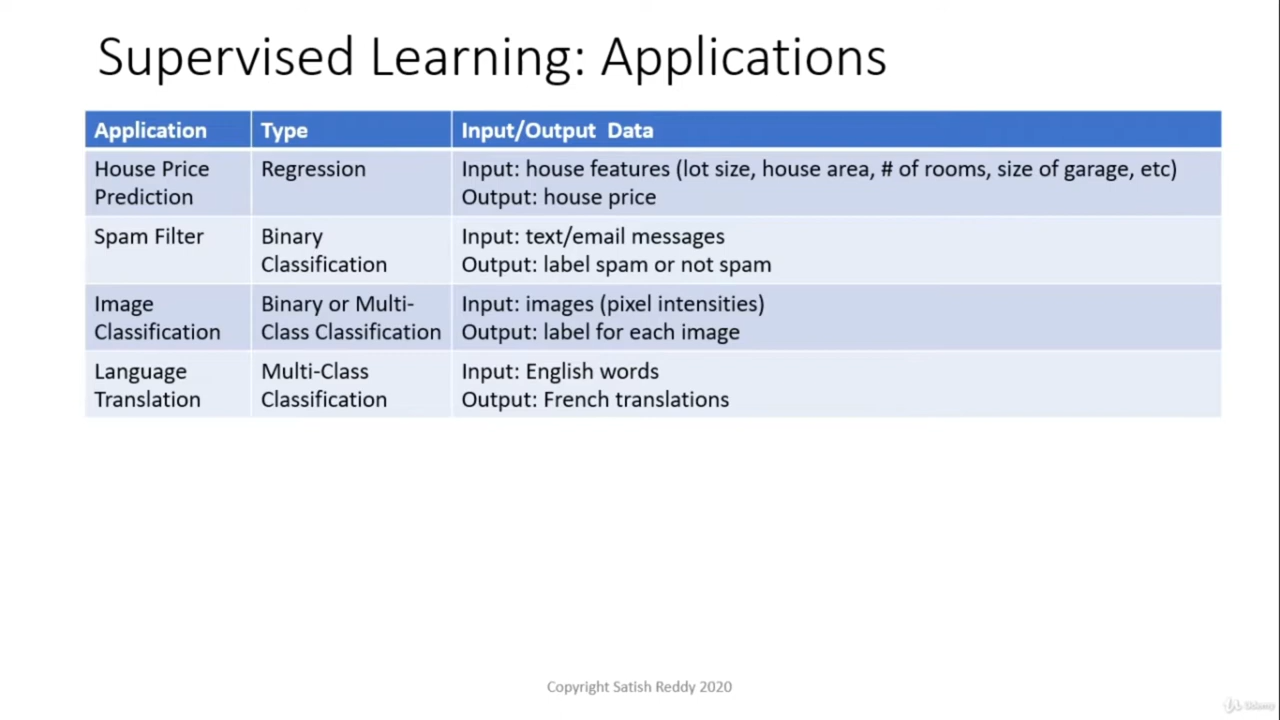 Supervised Learning: Applications
Application Type Input/Output Data
House Price Prediction Regression Input: house features (lot size, house area, # of rooms, size of garage, etc)
Output: house price
Spam Filter Binary Classification Input: text/email messages
Output: label spam or not spam
Image Classification Binary or Multi-Class Classification Input: images (pixel intensities)
Output: label for each image
Language Translation Multi-Class Classification Input: English words
Output: French translations
Copyright Satish Reddy 2020
Udemy